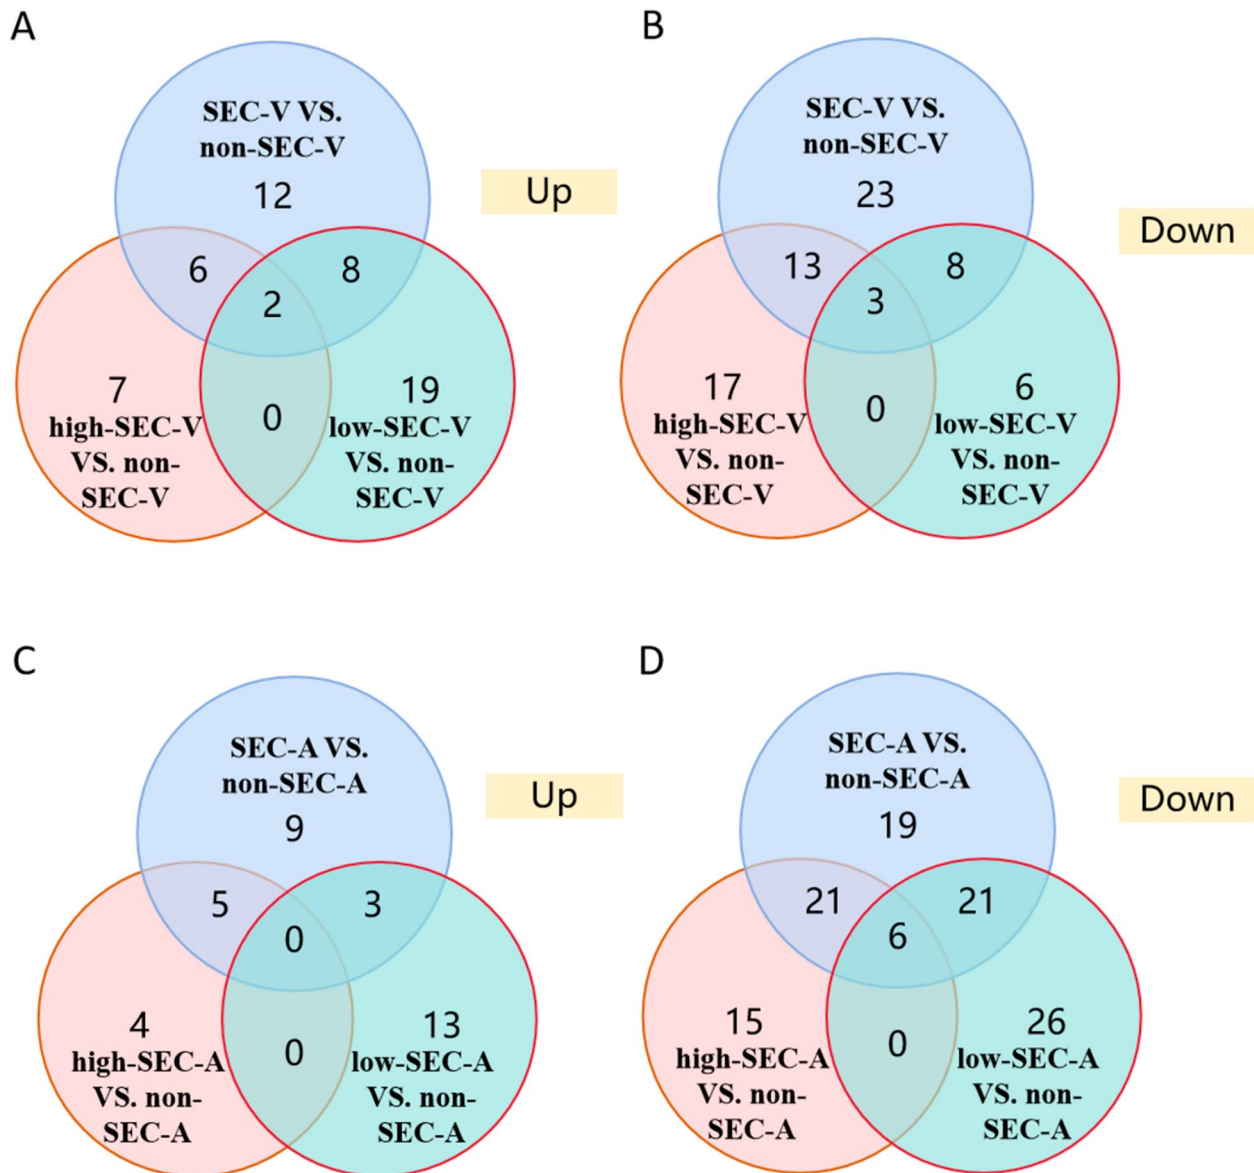 A
SEC-V VS.
non-SEC-V
12
Up
6
8
2
7
high-SEC-V
VS. non-
SEC-V
0
19
low-SEC-V
VS. non-
SEC-V
B
SEC-V VS.
non-SEC-V
23
Down
13
8
3
17
high-SEC-V
VS. non-
SEC-V
0
6
low-SEC-V
VS. non-
SEC-V
C
SEC-A VS.
non-SEC-A
9
Up
5
3
0
4
high-SEC-A
VS. non-
SEC-A
0
13
low-SEC-A
VS. non-
SEC-A
D
SEC-A VS.
non-SEC-A
19
Down
21
21
6
15
high-SEC-A
VS. non-
SEC-A
0
26
low-SEC-A
VS. non-
SEC-A